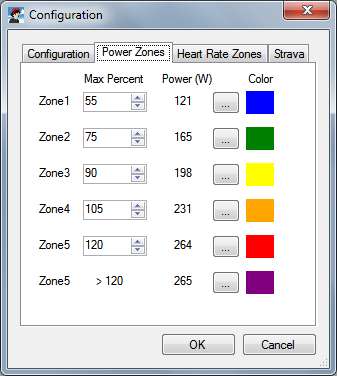 Configuration
Configuration Power Zones Heart Rate Zones Strava
Max Percent Power (W) Color
Zone1 55 121 ...
Zone2 75 165 ...
Zone3 90 198 ...
Zone4 105 231 ...
Zone5 120 264 ...
Zone5 > 120 265 ...
OK Cancel